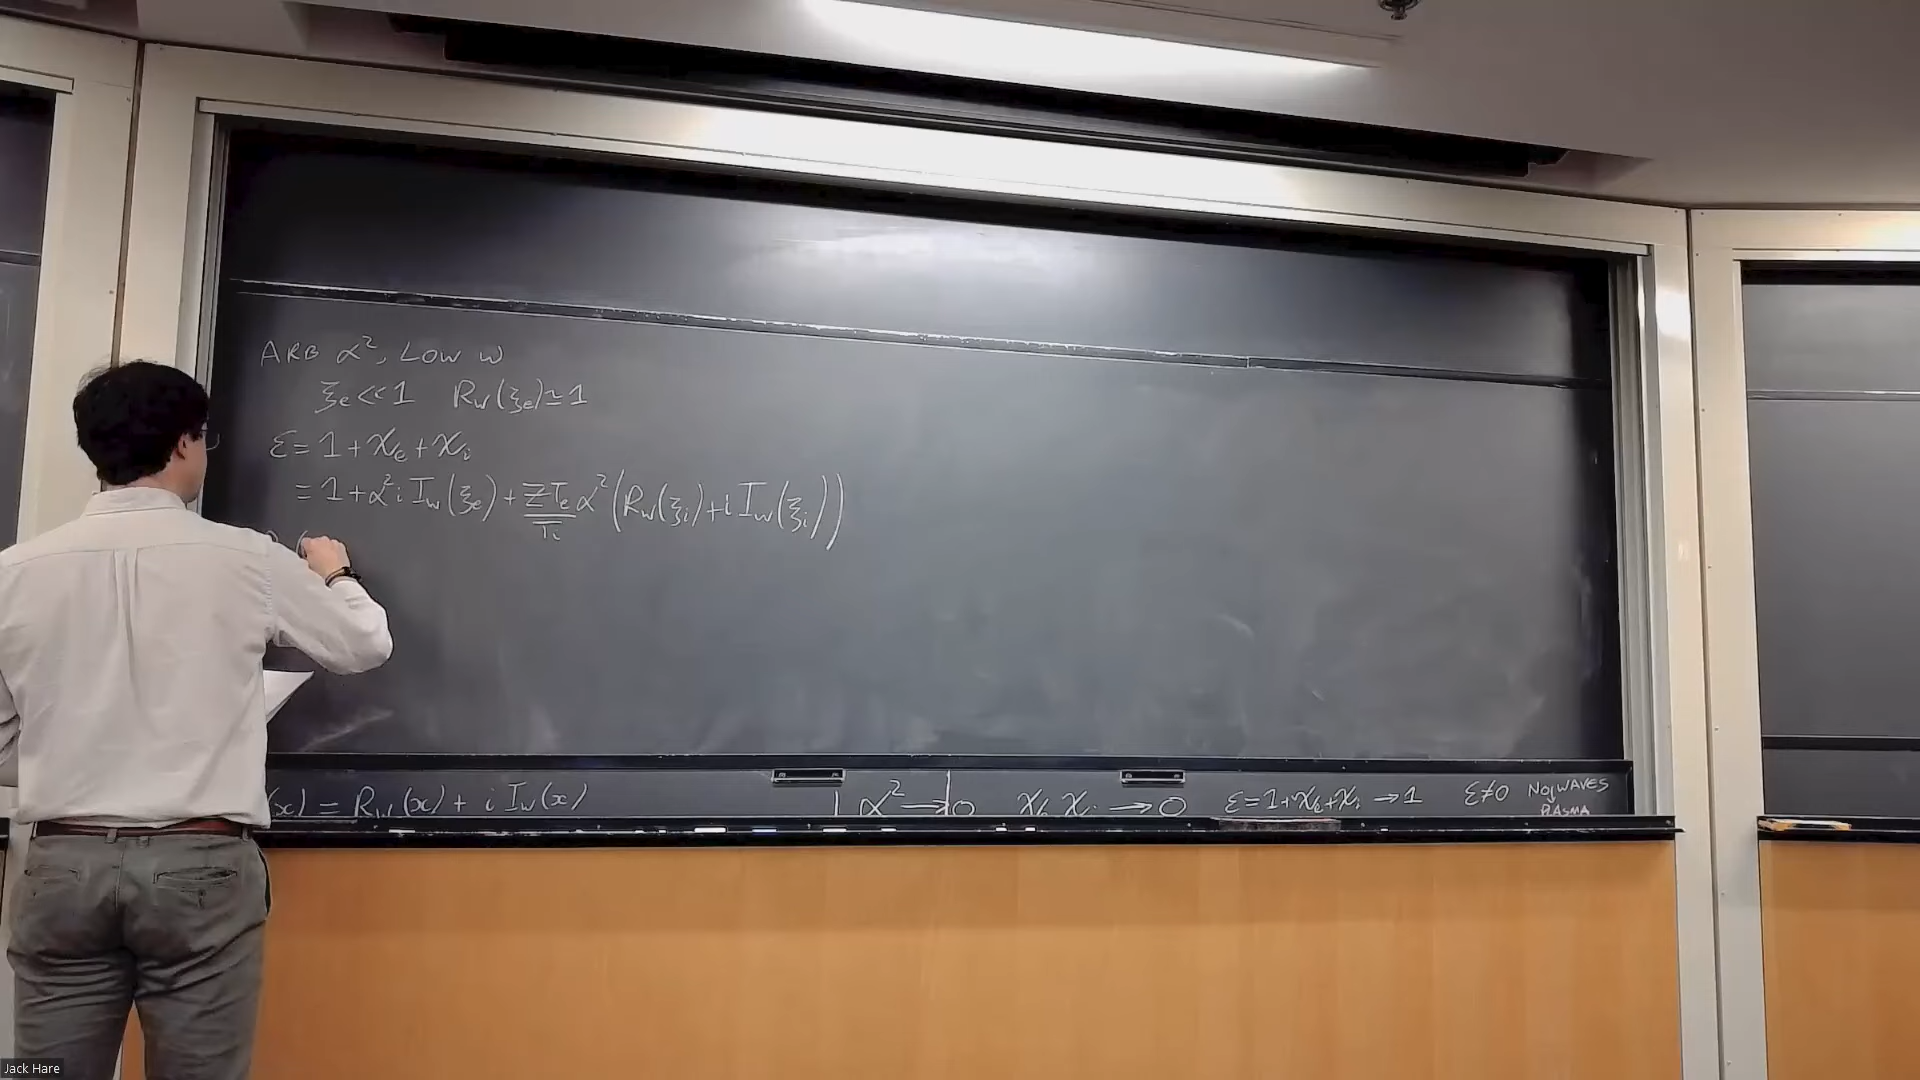 ARB α², LOW ω
ξe<<1 Rw(ξe)≃1
ε=1+χe+χi
=1+α²i Iw(ξe)+ZTe/Ti α²(Rw(ξi)+i Iw(ξi))
(x) = Rw(x) + i Iw(x)
α²→0 χe χi →0 ε=1+χe+χi →1 ε≠0 NO WAVES
PLASMA
Jack Hare